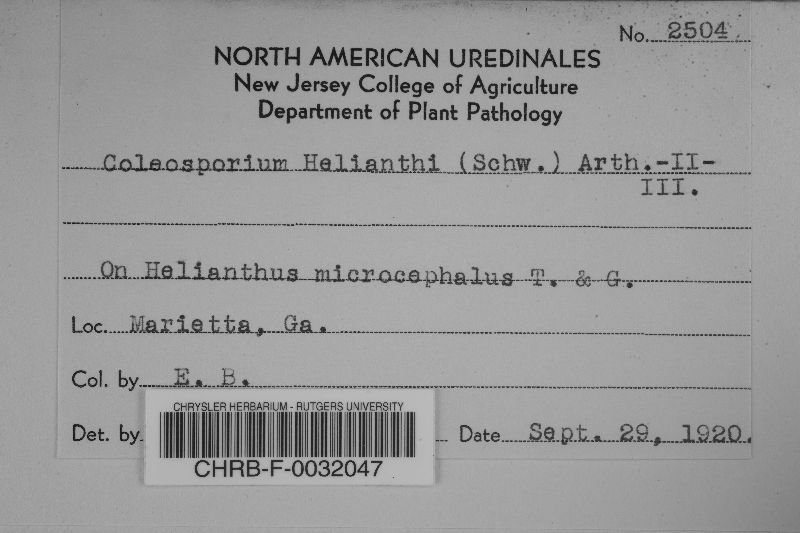 No. 2504
NORTH AMERICAN UREDINALES
New Jersey College of Agriculture
Department of Plant Pathology
Coleosporium Helianthi (Schw.) Arth.-II-
III.
On Helianthus microcephalus T. & G.
Loc. Marietta, Ga.
Col. by E. B.
Det. by Date Sept. 29, 1920.
CHRYSLER HERBARIUM - RUTGERS UNIVERSITY
CHRB-F-0032047